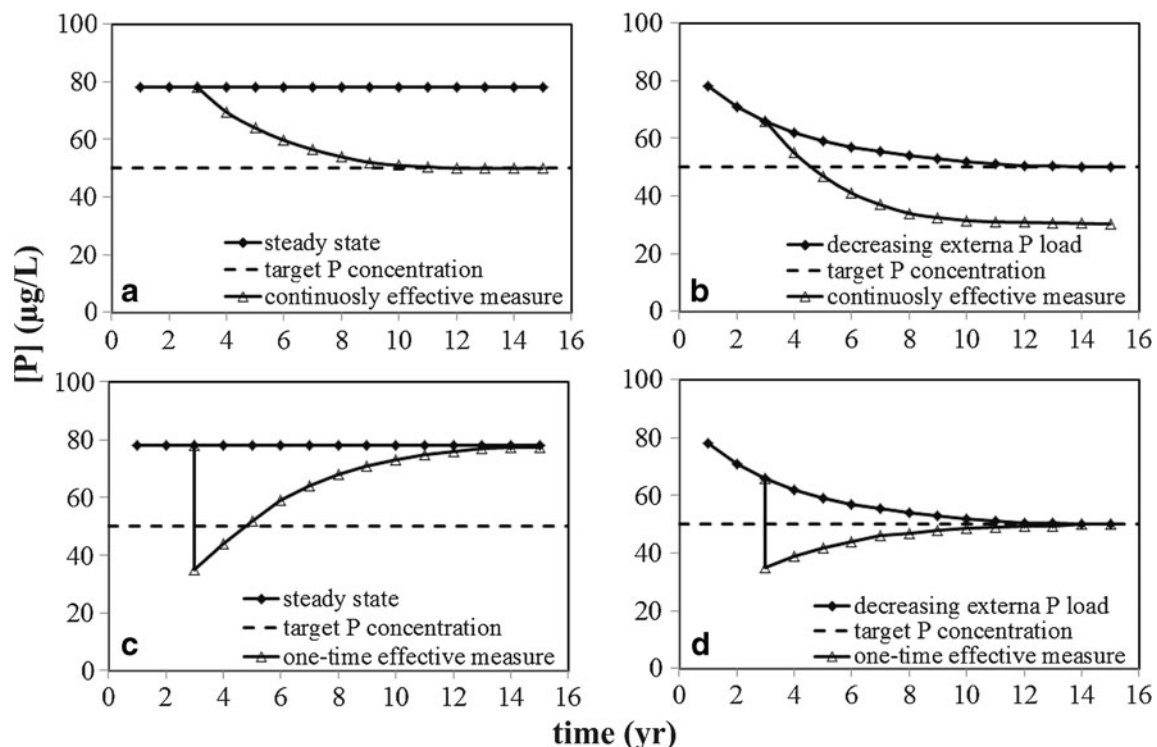 [P] (µg/L)
100
80
60
40
20
0
steady state
target P concentration
continuosly effective measure
a
0 2 4 6 8 10 12 14 16
100
80
60
40
20
0
decreasing externa P load
target P concentration
continuosly effective measure
b
0 2 4 6 8 10 12 14 16
100
80
60
40
20
0
steady state
target P concentration
one-time effective measure
c
0 2 4 6 8 10 12 14 16
100
80
60
40
20
0
decreasing externa P load
target P concentration
one-time effective measure
d
0 2 4 6 8 10 12 14 16
time (yr)